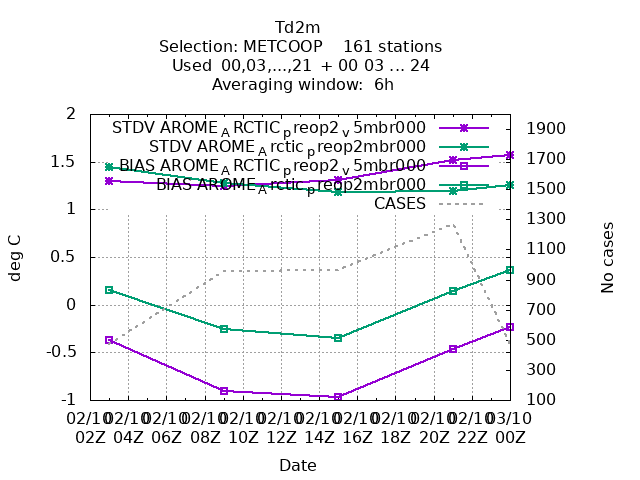 Td2m
Selection: METCOOP    161 stations
Used  00,03,...,21  + 00 03 ... 24
Averaging window:  6h
STDV AROME_ARCTIC_preop2_v5mbr000
STDV AROME_Arctic_preop2mbr000
BIAS AROME_ARCTIC_preop2_v5mbr000
BIAS AROME_Arctic_preop2mbr000
CASES
2
1.5
1
0.5
0
-0.5
-1
deg C
1900
1700
1500
1300
1100
900
700
500
300
100
No cases
02/10 02/10 02/10 02/10 02/10 02/10 02/10 02/10 02/10 02/10 02/10 03/10
02Z 04Z 06Z 08Z 10Z 12Z 14Z 16Z 18Z 20Z 22Z 00Z
Date